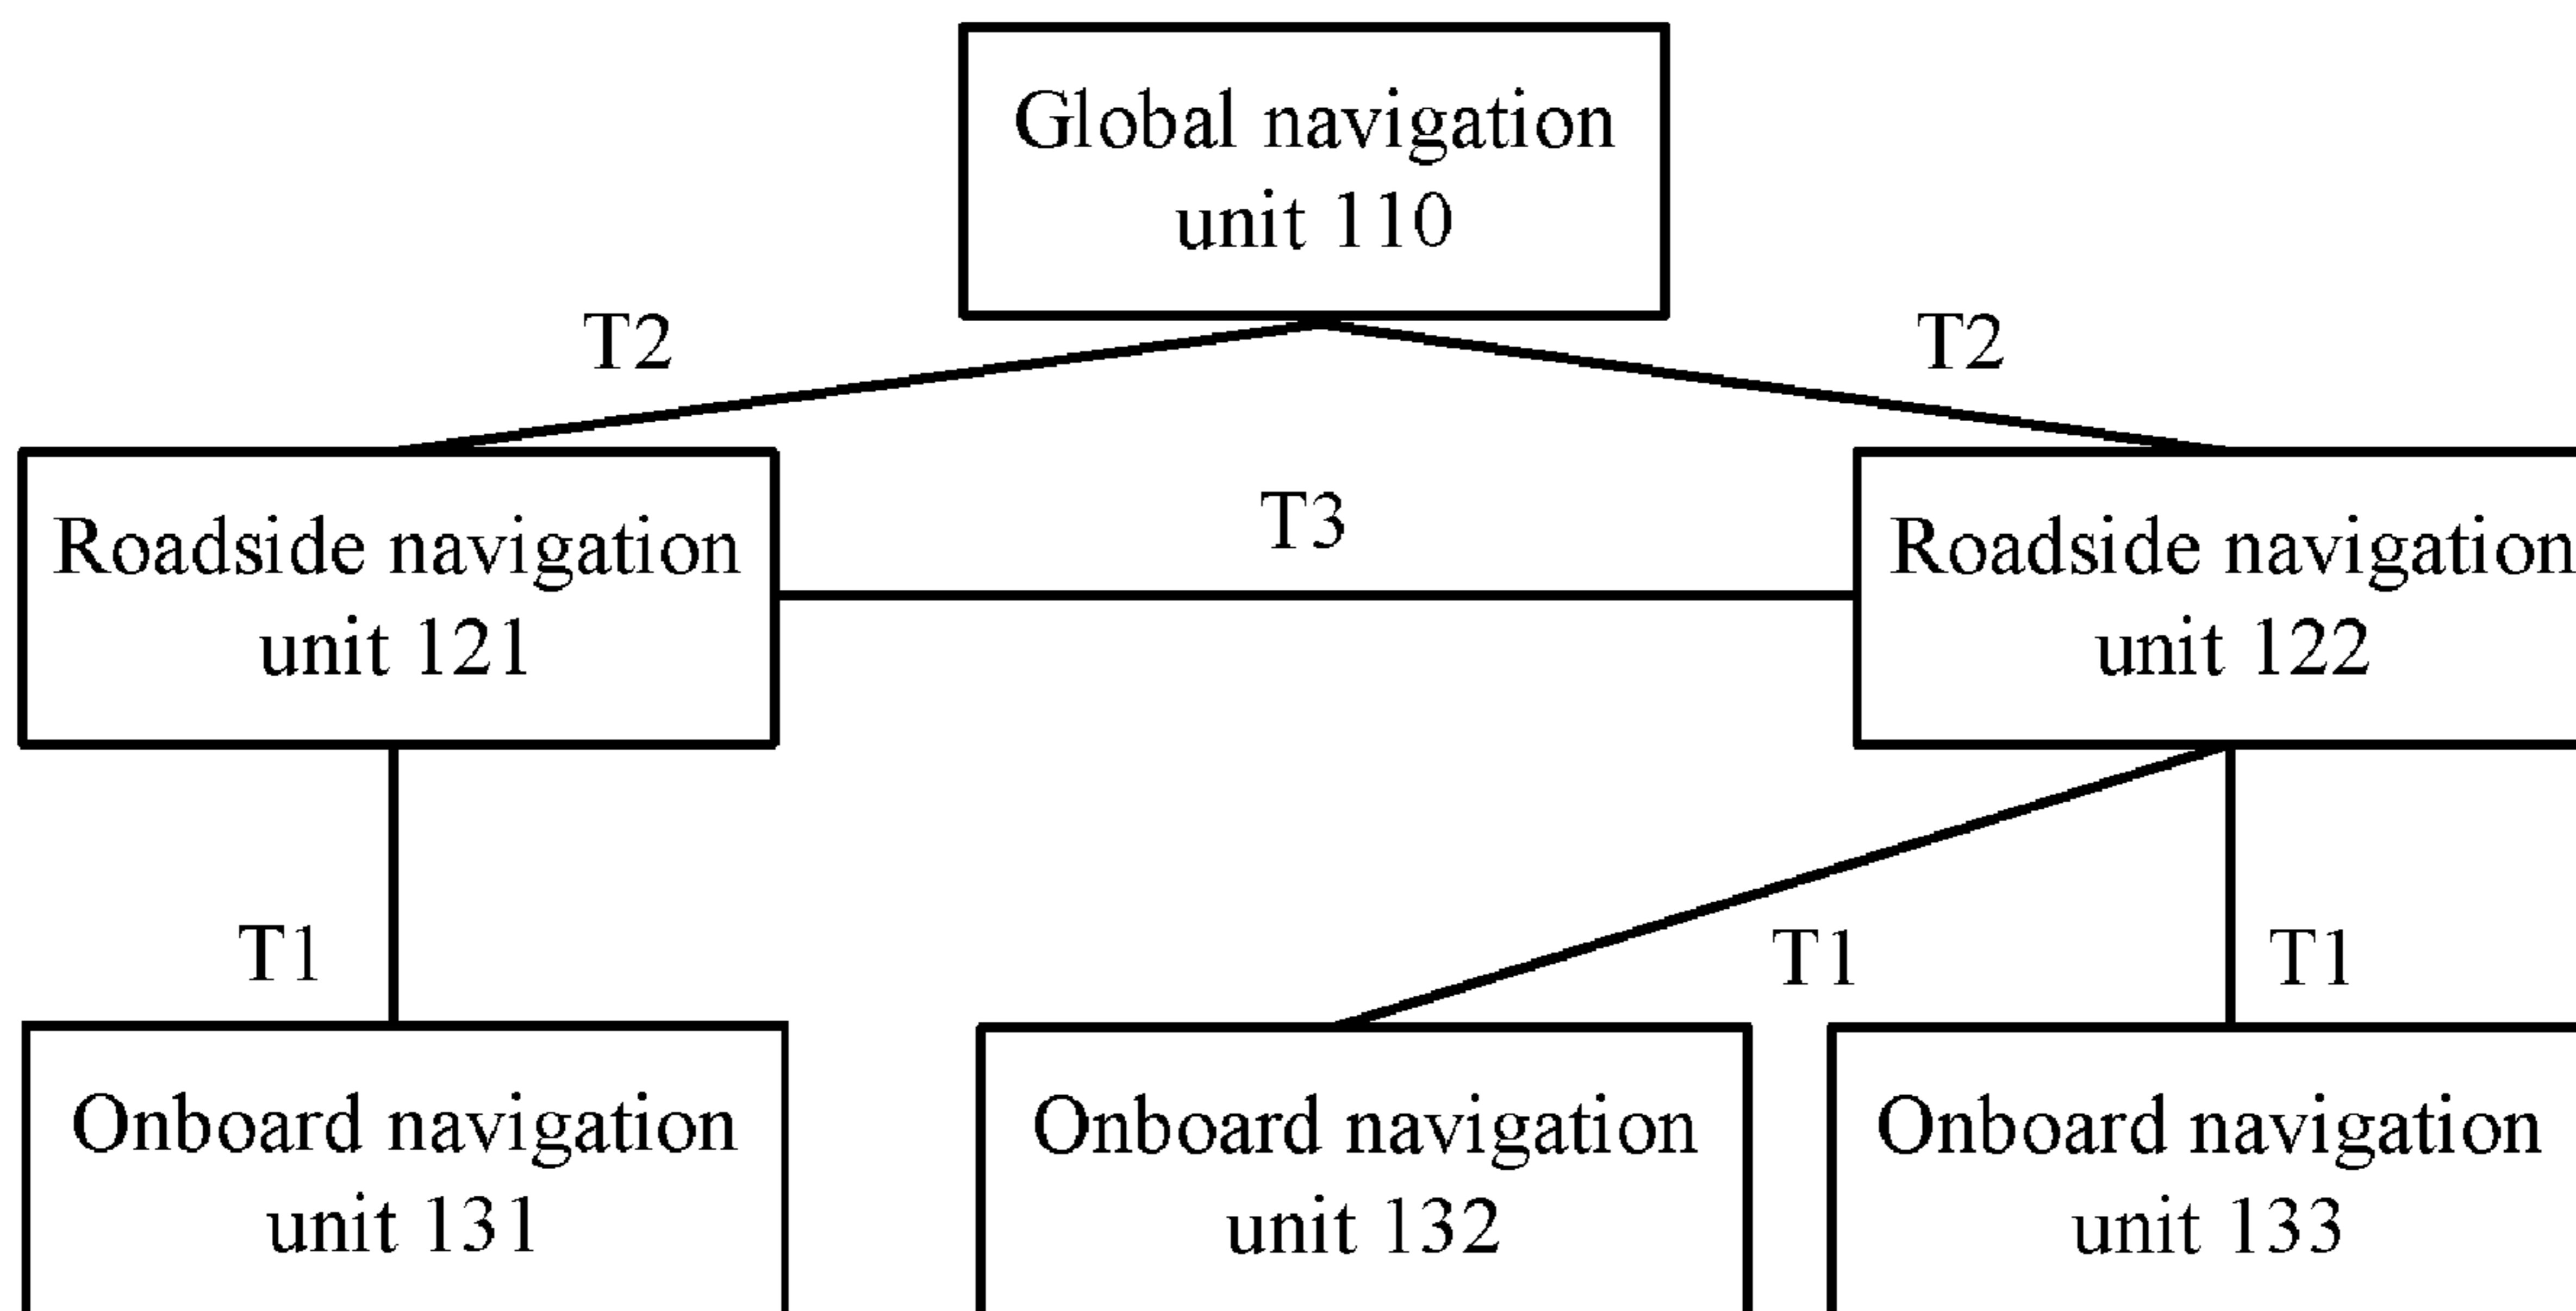 Global navigation
unit 110
T2
T2
Roadside navigation
unit 121
T3
Roadside navigation
unit 122
T1
T1
T1
Onboard navigation
unit 131
Onboard navigation
unit 132
Onboard navigation
unit 133